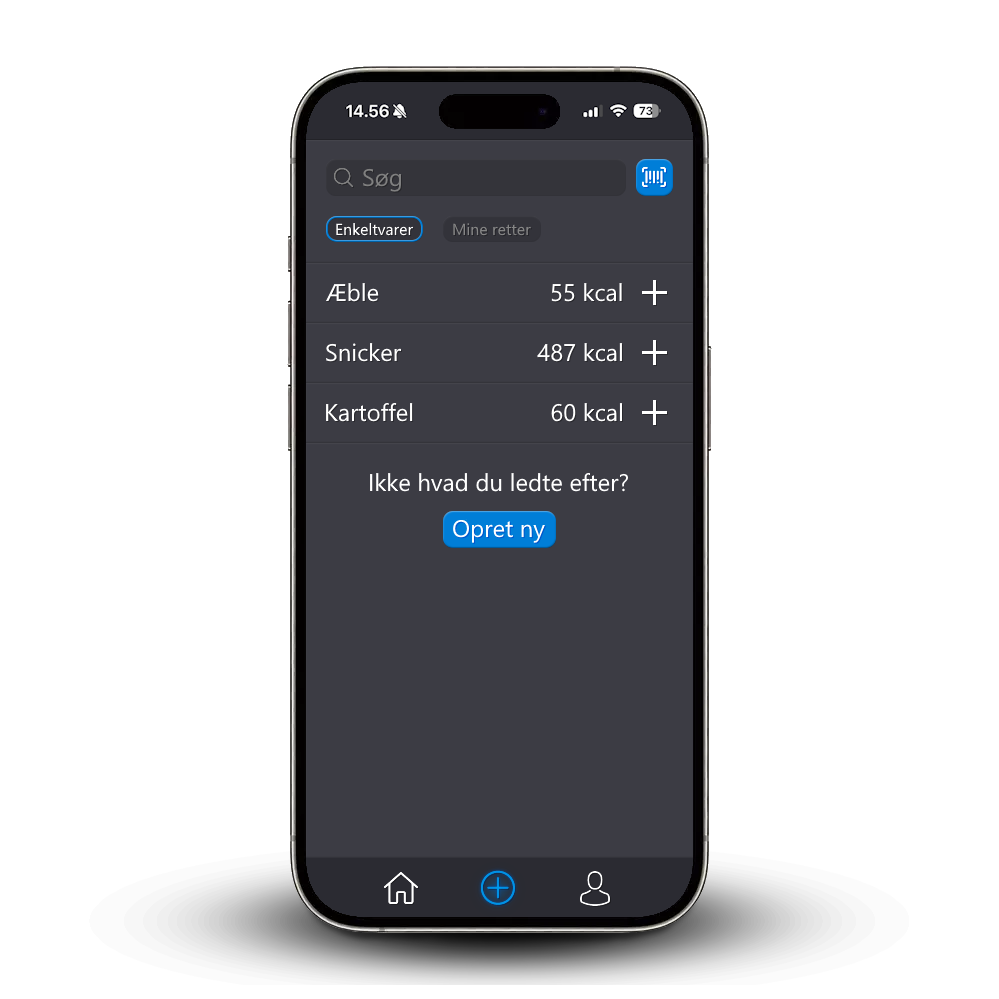 14.56
73
Søg
Enkeltvarer Mine retter
Æble 55 kcal
Snicker 487 kcal
Kartoffel 60 kcal
Ikke hvad du ledte efter?
Opret ny